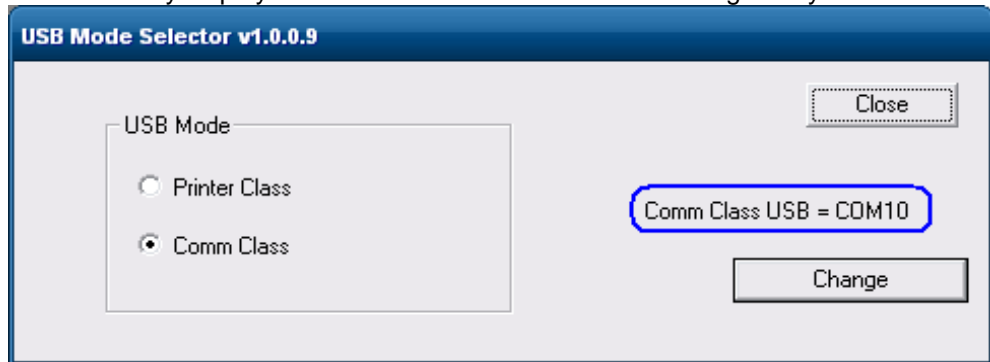 USB Mode Selector v1.0.0.9
Close
USB Mode
Printer Class
Comm Class USB = COM10
Comm Class
Change